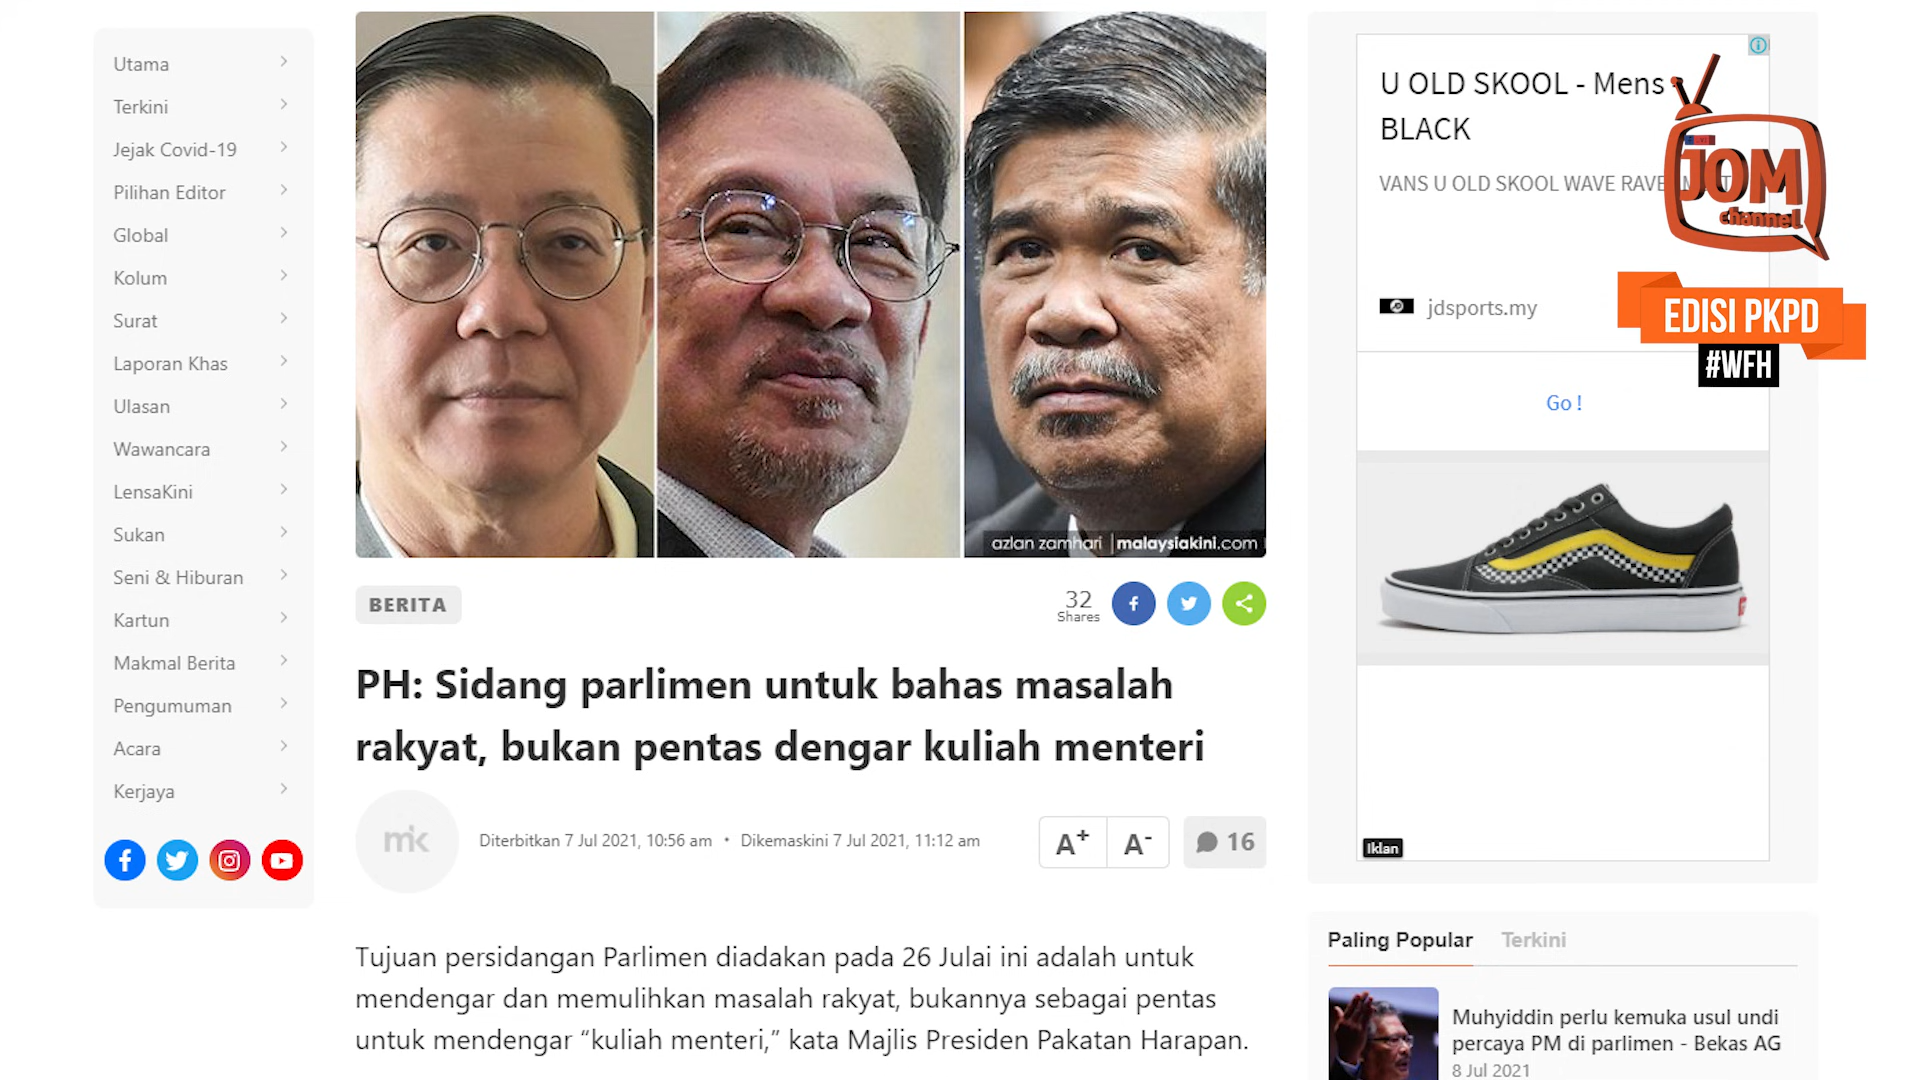 Utama
Terkini
Jejak Covid-19
Pilihan Editor
Global
Kolum
Surat
Laporan Khas
Ulasan
Wawancara
LensaKini
Sukan
Seni & Hiburan
Kartun
Makmal Berita
Pengumuman
Acara
Kerjaya
azlan zamhari | malaysiakini.com
BERITA
32
Shares
PH: Sidang parlimen untuk bahas masalah
rakyat, bukan pentas dengar kuliah menteri
mk
Diterbitkan 7 Jul 2021, 10:56 am • Dikemaskini 7 Jul 2021, 11:12 am
A+ A-
16
Tujuan persidangan Parlimen diadakan pada 26 Julai ini adalah untuk
mendengar dan memulihkan masalah rakyat, bukannya sebagai pentas
untuk mendengar “kuliah menteri,” kata Majlis Presiden Pakatan Harapan.
U OLD SKOOL - Mens -
BLACK
VANS U OLD SKOOL WAVE RAVE
jdsports.my
Go !
JOM
channel
EDISI PKPD
#WFH
Iklan
Paling Popular Terkini
Muhyiddin perlu kemuka usul undi
percaya PM di parlimen - Bekas AG
8 Jul 2021